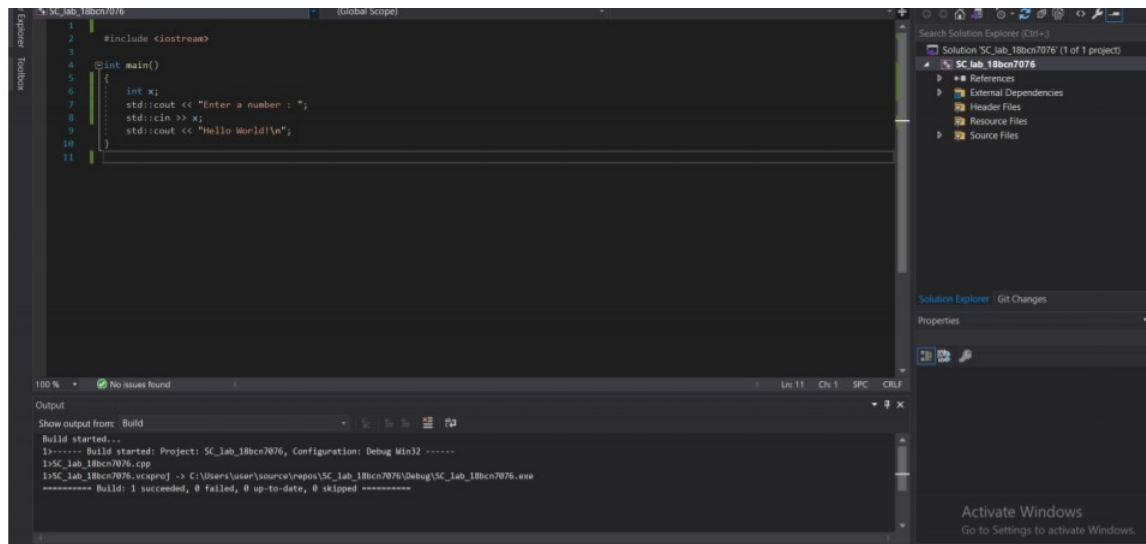 Explorer
Toolbox
SC_lab_18bcn7076
(Global Scope)
1
2 #include <iostream>
3
4 int main()
5 {
6 int x;
7 std::cout << "Enter a number : ";
8 std::cin >> x;
9 std::cout << "Hello World!\n";
10 }
11
100 %
No issues found
Ln: 11 Ch: 1 SPC CRLF
Output
Show output from: Build
Build started...
1>------ Build started: Project: SC_lab_18bcn7076, Configuration: Debug Win32 ------
1>SC_lab_18bcn7076.cpp
1>SC_lab_18bcn7076.vcxproj -> C:\Users\user\source\repos\SC_lab_18bcn7076\Debug\SC_lab_18bcn7076.exe
========== Build: 1 succeeded, 0 failed, 0 up-to-date, 0 skipped ==========
Search Solution Explorer (Ctrl+;)
Solution 'SC_lab_18bcn7076' (1 of 1 project)
SC_lab_18bcn7076
References
External Dependencies
Header Files
Resource Files
Source Files
Solution Explorer Git Changes
Properties
Activate Windows
Go to Settings to activate Windows.